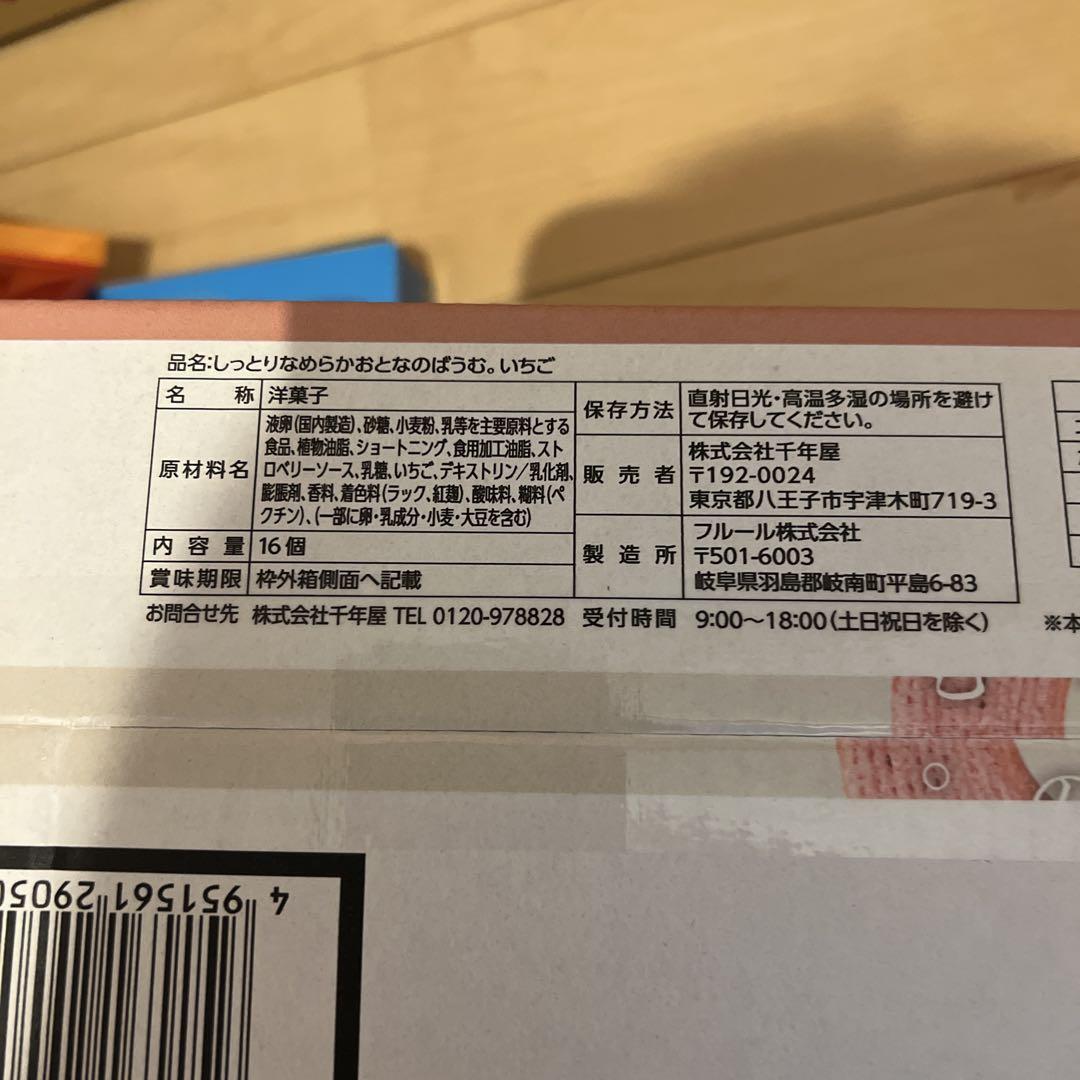 品名:しっとりなめらかおとなのばうむ。いちご
名称 洋菓子
原材料名
液卵(国内製造)、砂糖、小麦粉、乳等を主要原料とする
食品、植物油脂、ショートニング、食用加工油脂、スト
ロベリーソース、乳糖、いちご、デキストリン/乳化剤、
膨脹剤、香料、着色料(ラック、紅麹)、酸味料、糊料(ペ
クチン)、(一部に卵・乳成分・小麦・大豆を含む)
内容量 16個
賞味期限 枠外箱側面へ記載
保存方法
直射日光・高温多湿の場所を避け
て保存してください。
販売者
株式会社千年屋
〒192-0024
東京都八王子市宇津木町719-3
製造所
フルール株式会社
〒501-6003
岐阜県羽島郡岐南町平島6-83
お問合せ先 株式会社千年屋 TEL 0120-978828 受付時間 9:00〜18:00(土日祝日を除く)
※本
4 951561 29050